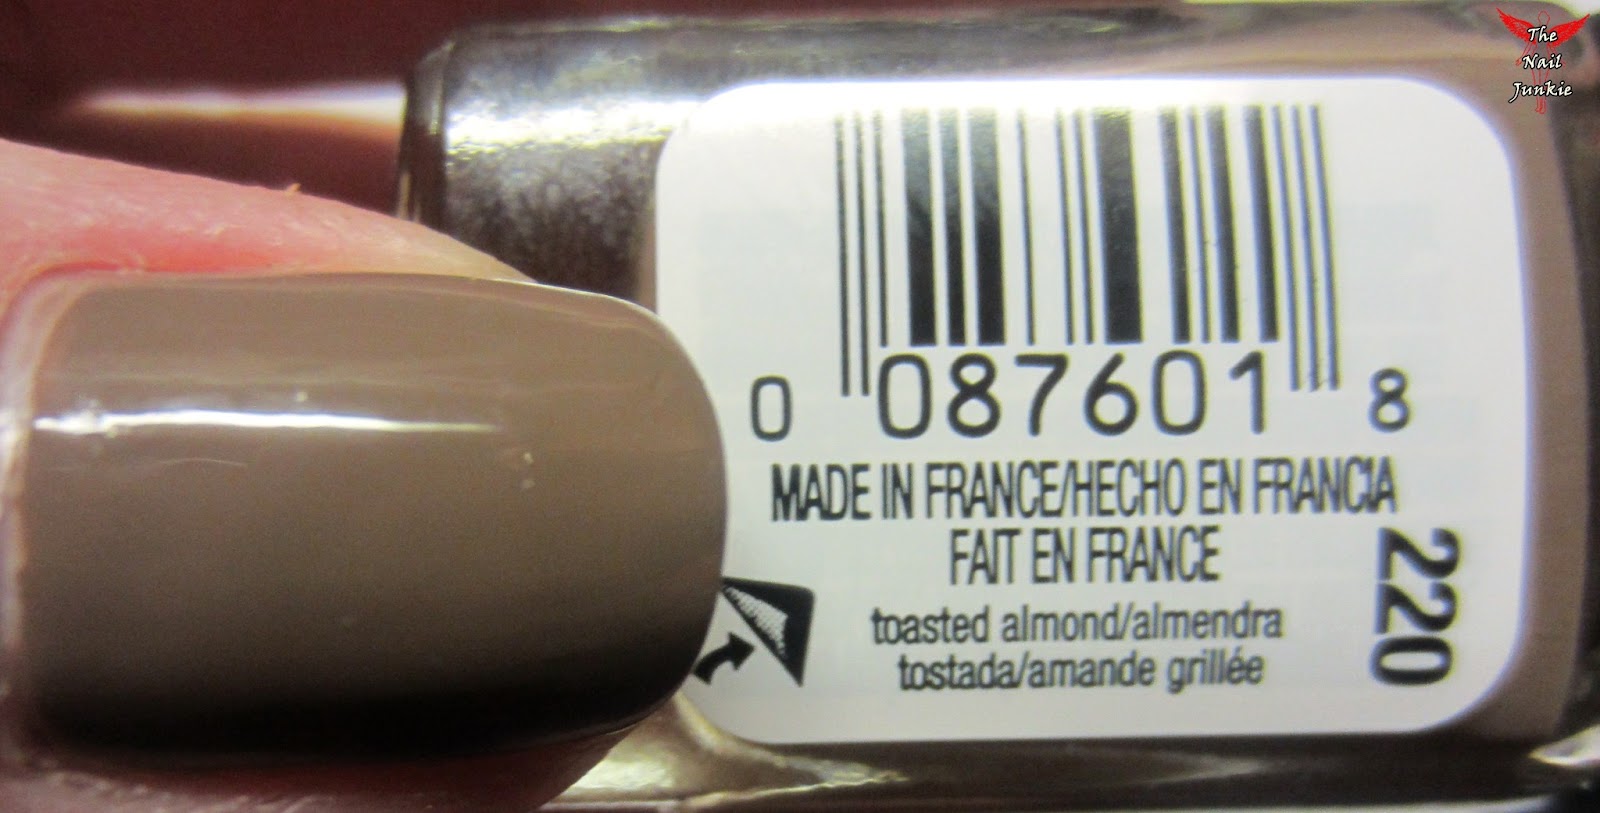 The
Nail
Junkie
0 087601 8
MADE IN FRANCE/HECHO EN FRANCIA
FAIT EN FRANCE
toasted almond/almendra
tostada/amande grillée
220